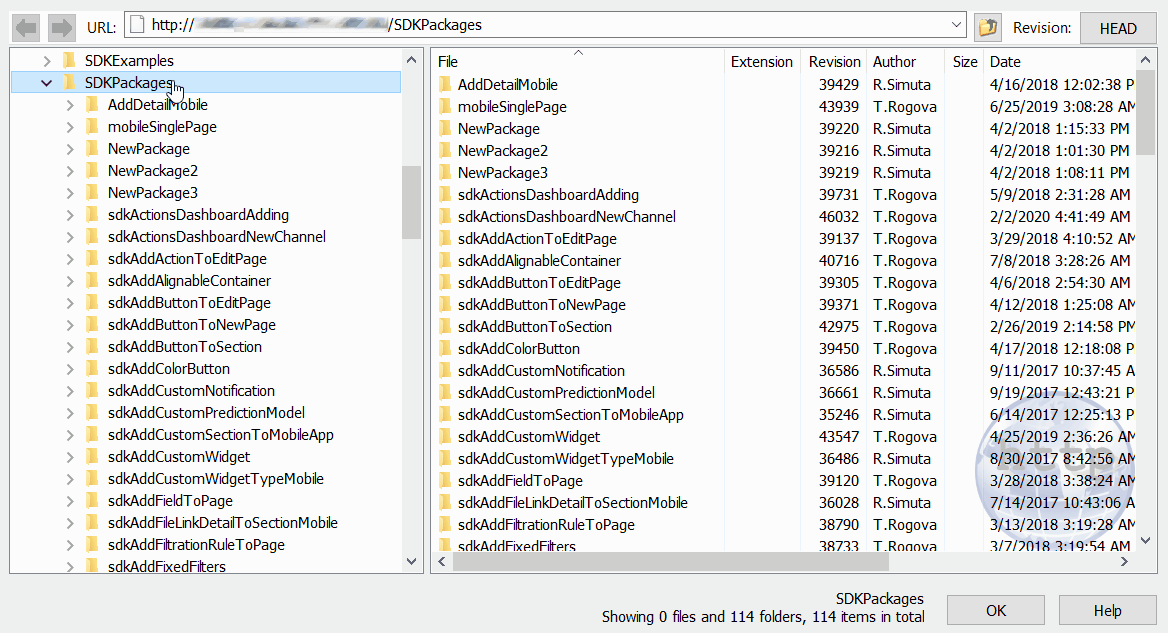 URL: http:// /SDKPackages Revision: HEAD
SDKExamples
SDKPackages
AddDetailMobile
mobileSinglePage
NewPackage
NewPackage2
NewPackage3
sdkActionsDashboardAdding
sdkActionsDashboardNewChannel
sdkAddActionToEditPage
sdkAddAlignableContainer
sdkAddButtonToEditPage
sdkAddButtonToNewPage
sdkAddButtonToSection
sdkAddColorButton
sdkAddCustomNotification
sdkAddCustomPredictionModel
sdkAddCustomSectionToMobileApp
sdkAddCustomWidget
sdkAddCustomWidgetTypeMobile
sdkAddFieldToPage
sdkAddFileLinkDetailToSectionMobile
sdkAddFiltrationRuleToPage
sdkAddFixedFilters
File Extension Revision Author Size Date
AddDetailMobile 39429 R.Simuta 4/16/2018 12:02:38 P
mobileSinglePage 43939 T.Rogova 6/25/2019 3:08:28 AM
NewPackage 39220 R.Simuta 4/2/2018 1:15:33 PM
NewPackage2 39216 R.Simuta 4/2/2018 1:01:30 PM
NewPackage3 39219 R.Simuta 4/2/2018 1:08:11 PM
sdkActionsDashboardAdding 39731 T.Rogova 5/9/2018 2:31:28 AM
sdkActionsDashboardNewChannel 46032 T.Rogova 2/2/2020 4:41:49 AM
sdkAddActionToEditPage 39137 T.Rogova 3/29/2018 4:10:52 AM
sdkAddAlignableContainer 40716 T.Rogova 7/8/2018 3:28:26 AM
sdkAddButtonToEditPage 39305 T.Rogova 4/6/2018 2:54:30 AM
sdkAddButtonToNewPage 39371 T.Rogova 4/12/2018 1:25:08 AM
sdkAddButtonToSection 42975 T.Rogova 2/26/2019 2:14:58 PM
sdkAddColorButton 39450 T.Rogova 4/17/2018 12:18:08 P
sdkAddCustomNotification 36586 R.Simuta 9/11/2017 10:37:45 A
sdkAddCustomPredictionModel 36661 R.Simuta 9/19/2017 12:43:21 P
sdkAddCustomSectionToMobileApp 35246 R.Simuta 6/14/2017 12:25:13 P
sdkAddCustomWidget 43547 T.Rogova 4/25/2019 2:36:26 AM
sdkAddCustomWidgetTypeMobile 36486 R.Simuta 8/30/2017 8:42:56 AM
sdkAddFieldToPage 39120 T.Rogova 3/28/2018 3:38:24 AM
sdkAddFileLinkDetailToSectionMobile 36028 R.Simuta 7/14/2017 10:43:06 A
sdkAddFiltrationRuleToPage 38790 T.Rogova 3/13/2018 3:19:28 AM
sdkAddFixedFilters 38733 T.Rogova 3/7/2018 3:19:54 AM
http
SDKPackages
Showing 0 files and 114 folders, 114 items in total
OK Help